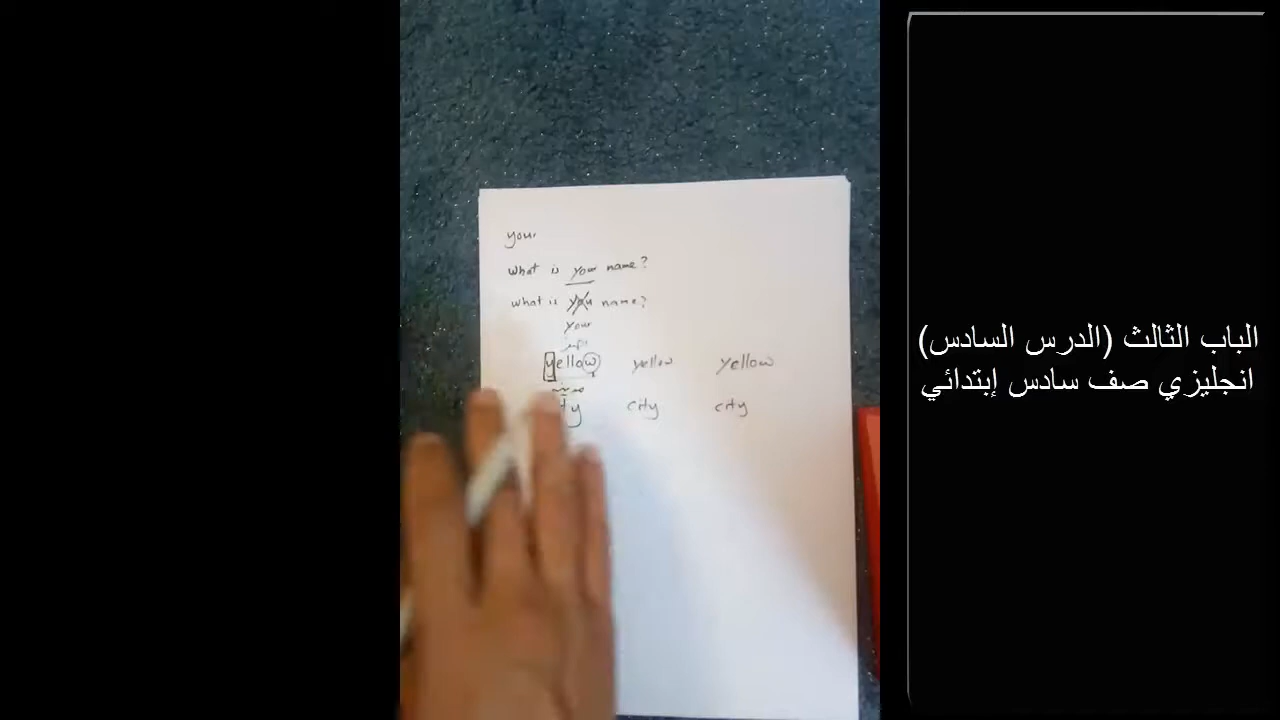 your
what is your name?
what is you name?
your
yellow yellow yellow
مدينة
city city
الباب الثالث (الدرس السادس)
انجليزي صف سادس إبتدائي